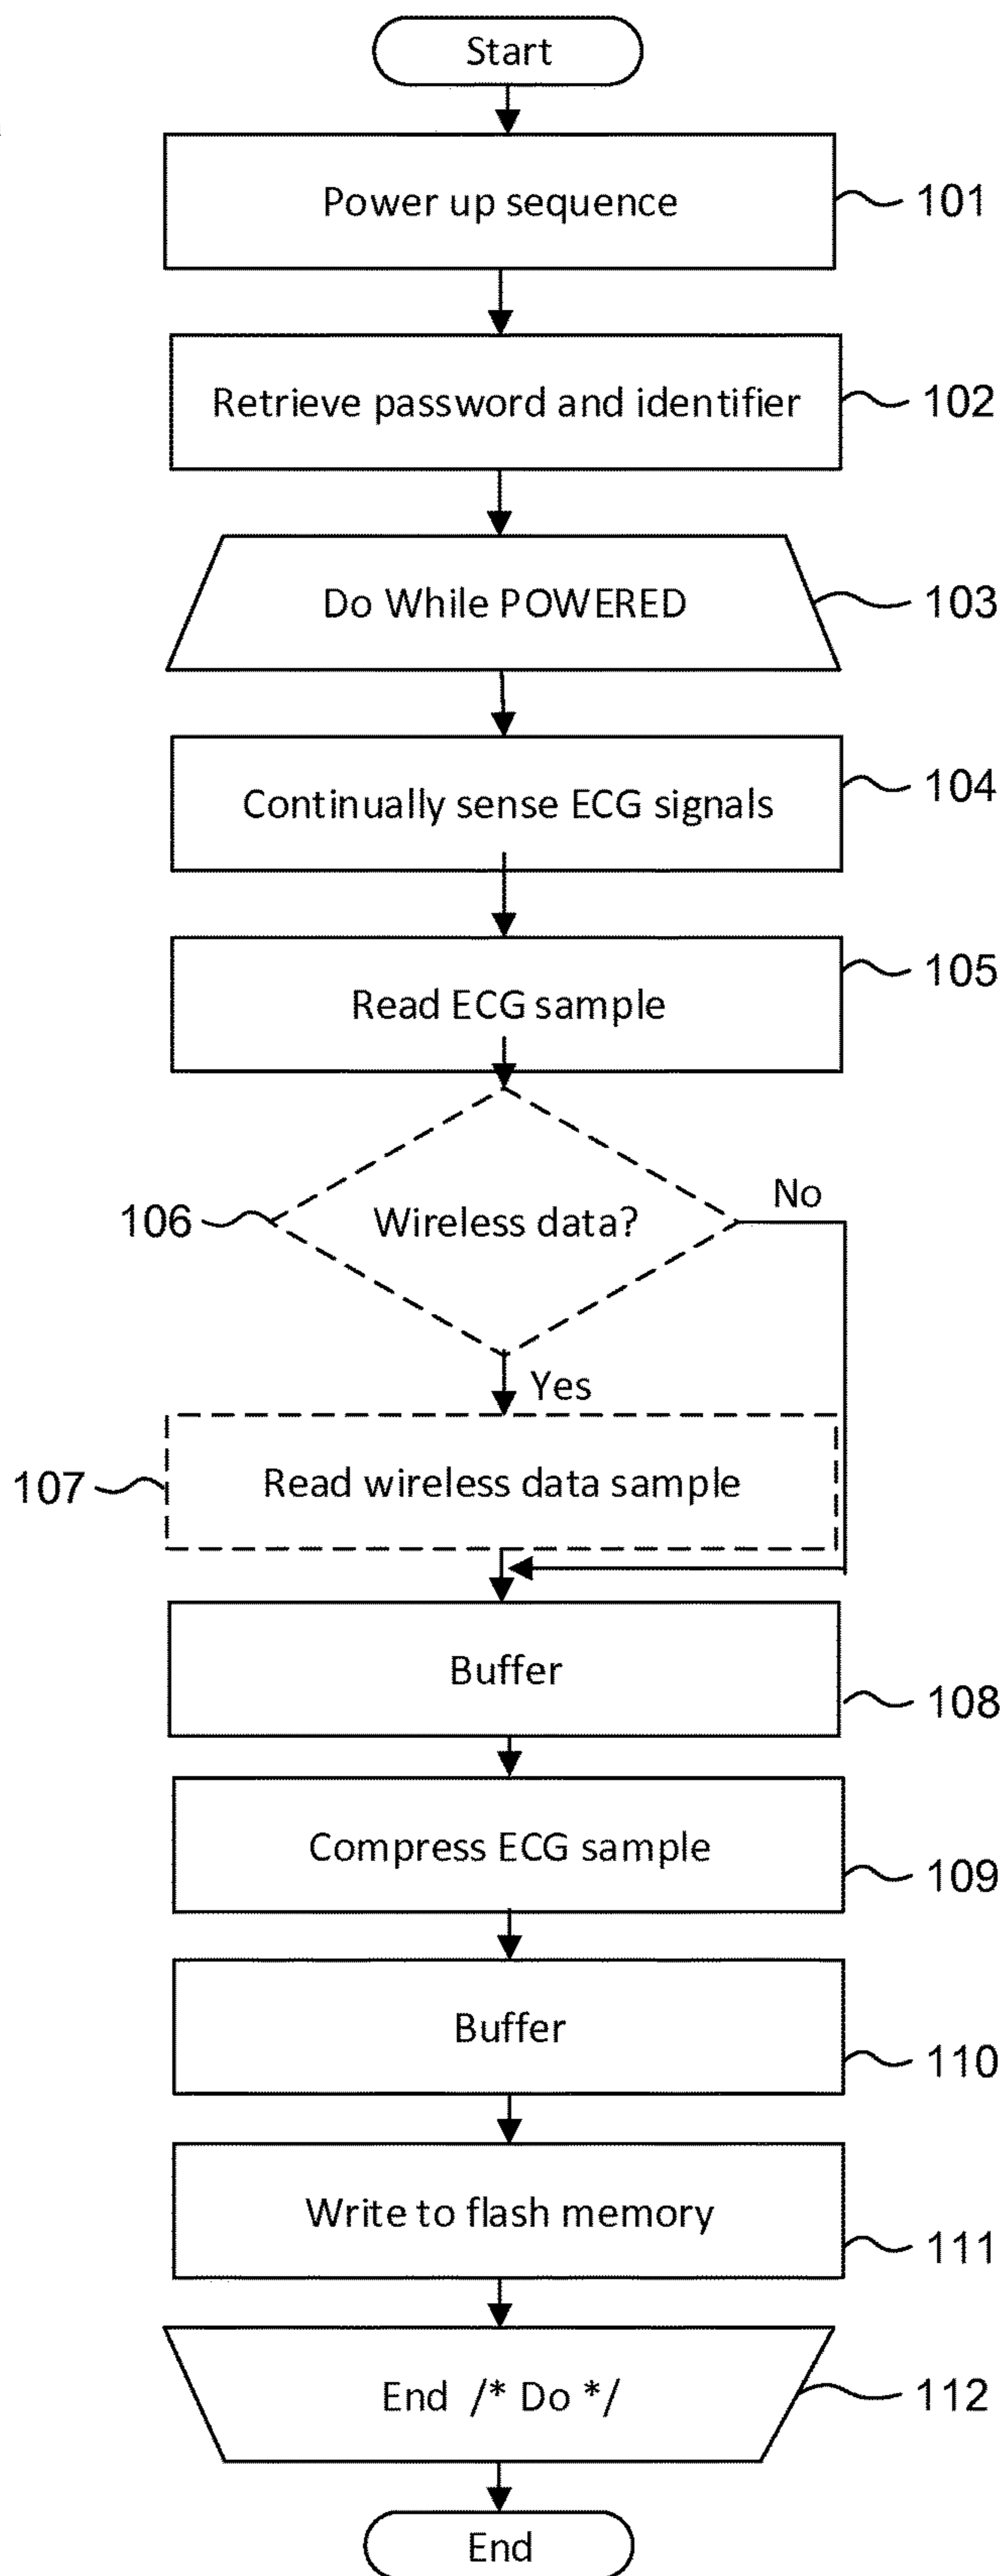 Start
Power up sequence
101
Retrieve password and identifier
102
Do While POWERED
103
Continually sense ECG signals
104
Read ECG sample
105
No
106
Wireless data?
Yes
107
Read wireless data sample
Buffer
108
Compress ECG sample
109
Buffer
110
Write to flash memory
111
End /* Do */
112
End